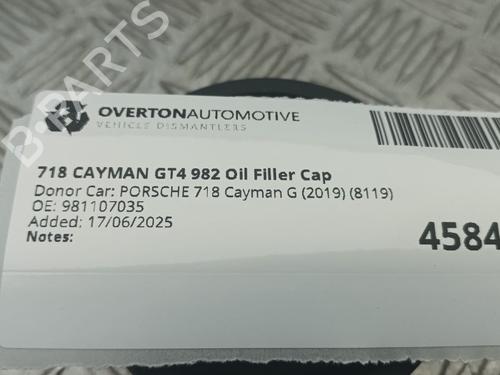 OVERTONAUTOMOTIVE
VEHICLE DISMANTLERS
718 CAYMAN GT4 982 Oil Filler Cap
Donor Car: PORSCHE 718 Cayman G (2019) (8119)
OE: 981107035
Added: 17/06/2025
Notes:
4584
B-PARTS